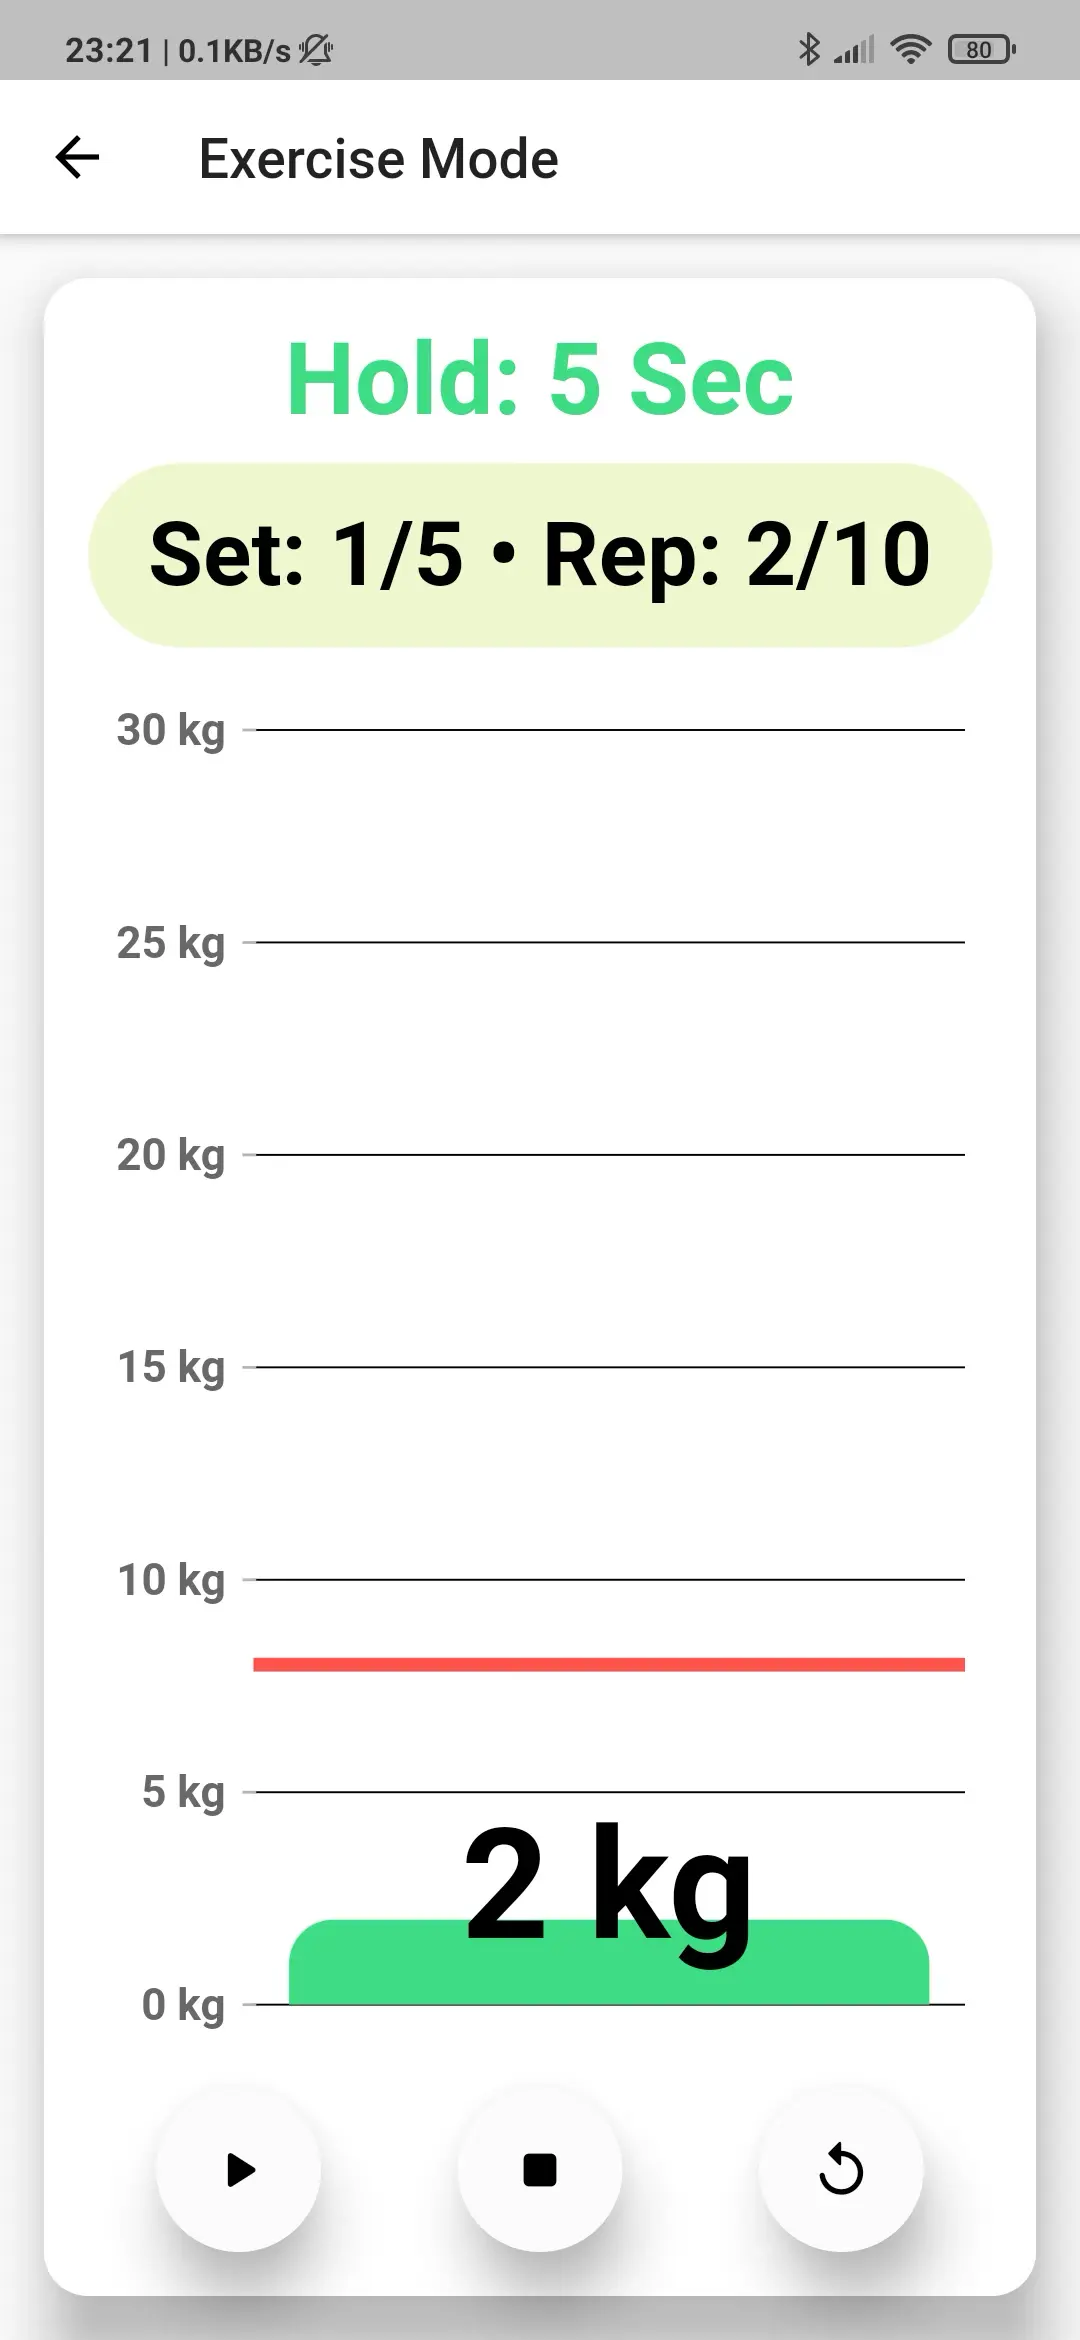 23:21 | 0.1KB/s
80
Exercise Mode
Hold: 5 Sec
Set: 1/5 • Rep: 2/10
30 kg
25 kg
20 kg
15 kg
10 kg
5 kg
2 kg
0 kg